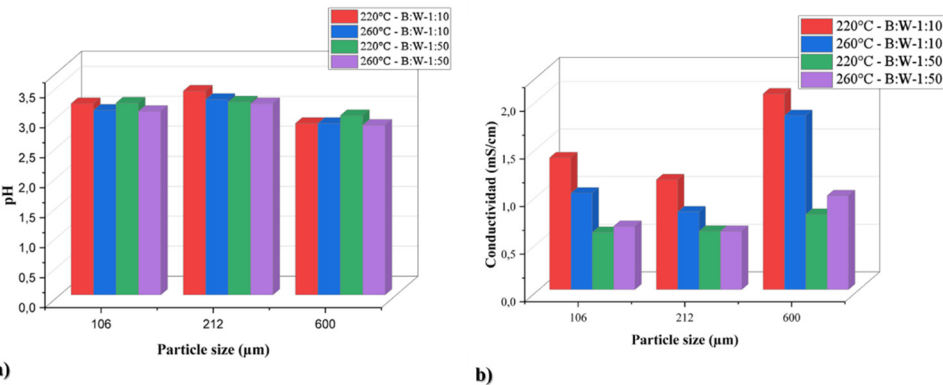 220°C - B:W-1:10
260°C - B:W-1:10
220°C - B:W-1:50
260°C - B:W-1:50
pH
3,5
3,0
2,5
2,0
1,5
1,0
0,5
0,0
106 212 600
Particle size (µm)
a)
220°C - B:W-1:10
260°C - B:W-1:10
220°C - B:W-1:50
260°C - B:W-1:50
Conductividad (mS/cm)
2,0
1,5
1,0
0,5
0,0
106 212 600
Particle size (µm)
b)